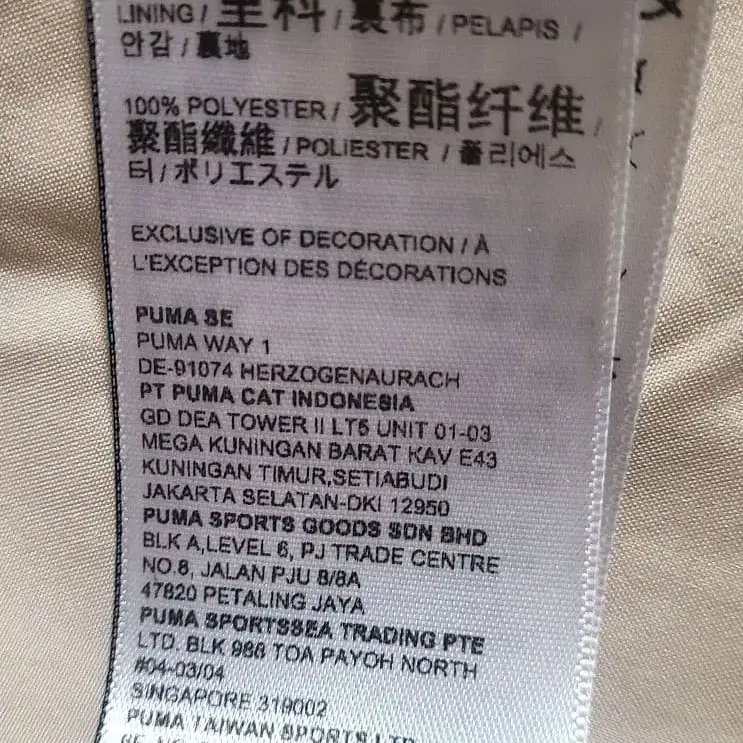 LINING / 里料 / 裏布 / PELAPIS /
안감 / 裏地
100% POLYESTER / 聚酯纤维 /
聚酯纖維 / POLIESTER / 폴리에스
터 / ポリエステル
EXCLUSIVE OF DECORATION / À
L'EXCEPTION DES DÉCORATIONS
PUMA SE
PUMA WAY 1
DE-91074 HERZOGENAURACH
PT PUMA CAT INDONESIA
GD DEA TOWER II LT5 UNIT 01-03
MEGA KUNINGAN BARAT KAV E43
KUNINGAN TIMUR,SETIABUDI
JAKARTA SELATAN-DKI 12950
PUMA SPORTS GOODS SDN BHD
BLK A,LEVEL 6, PJ TRADE CENTRE
NO.8, JALAN PJU 8/8A
47820 PETALING JAYA
PUMA SPORTSSEA TRADING PTE
LTD. BLK 988 TOA PAYOH NORTH
#04-03/04
SINGAPORE 319002
PUMA TAIWAN SPORTS LTD